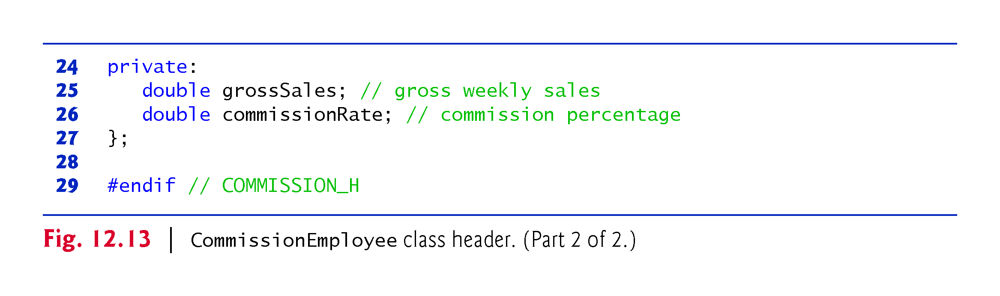 24 private:
25    double grossSales; // gross weekly sales
26    double commissionRate; // commission percentage
27 };
28
29 #endif // COMMISSION_H
Fig. 12.13 | CommissionEmployee class header. (Part 2 of 2.)